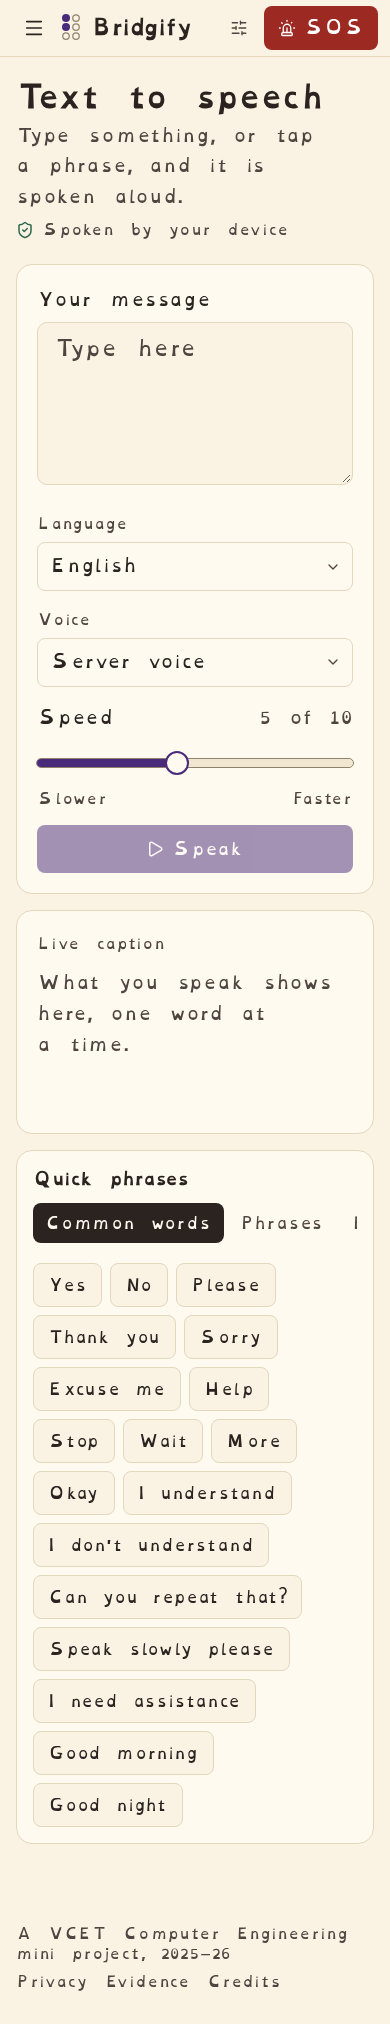 Bridgify
SOS
Text to speech
Type something, or tap
a phrase, and it is
spoken aloud.
Spoken by your device
Your message
Type here
Language
English
Voice
Server voice
Speed 5 of 10
Slower Faster
Speak
Live caption
What you speak shows
here, one word at
a time.
Quick phrases
Common words Phrases
Yes No Please
Thank you Sorry
Excuse me Help
Stop Wait More
Okay I understand
I don't understand
Can you repeat that?
Speak slowly please
I need assistance
Good morning
Good night
A VCET Computer Engineering
mini project, 2025–26
Privacy Evidence Credits